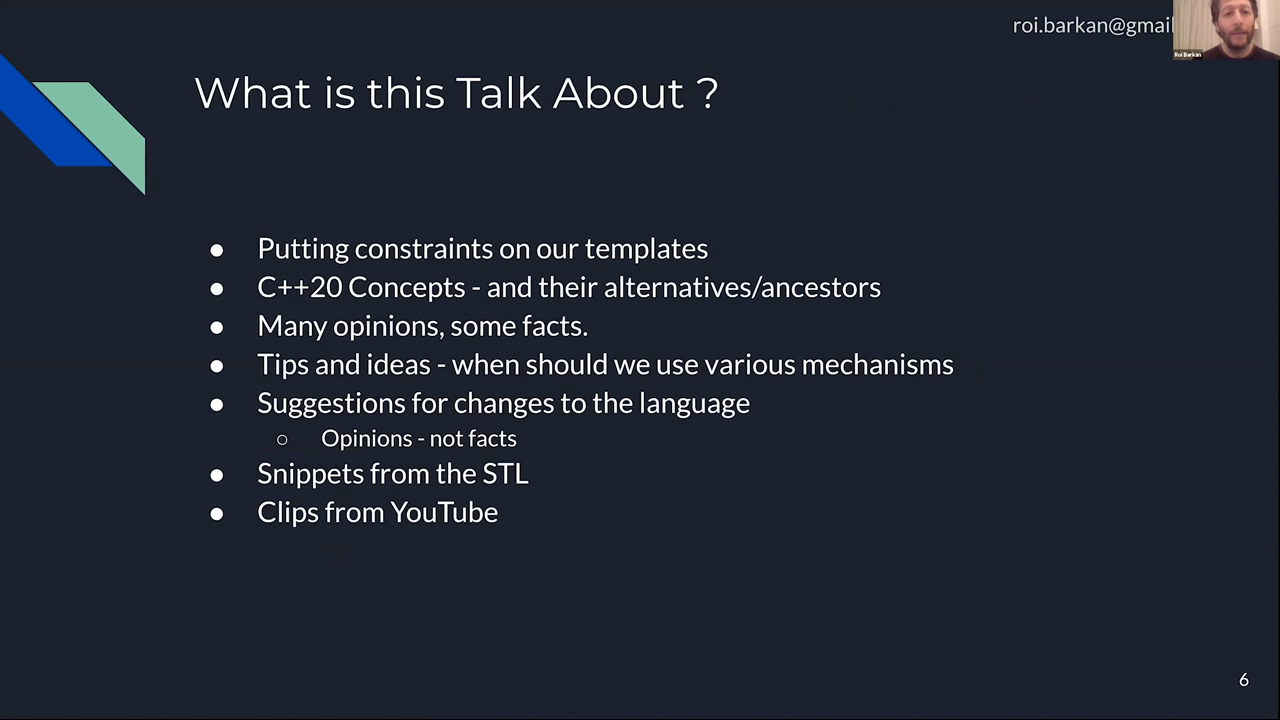 roi.barkan@gmail
Roi Barkan
What is this Talk About ?
● Putting constraints on our templates
● C++20 Concepts - and their alternatives/ancestors
● Many opinions, some facts.
● Tips and ideas - when should we use various mechanisms
● Suggestions for changes to the language
○ Opinions - not facts
● Snippets from the STL
● Clips from YouTube
6